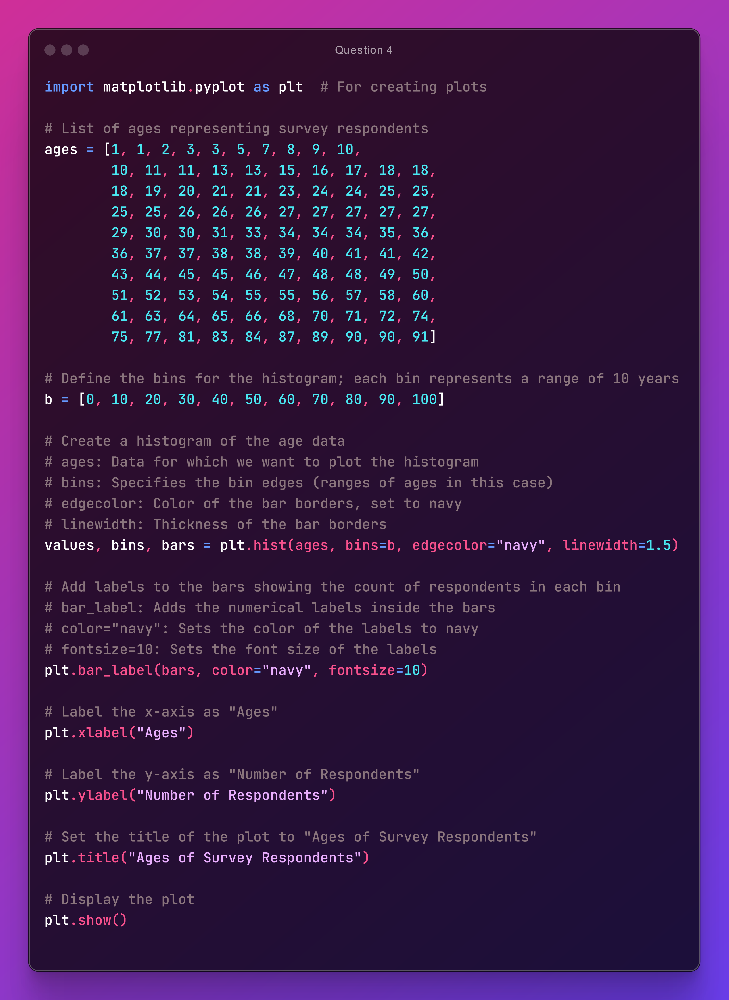 Question 4
import matplotlib.pyplot as plt  # For creating plots
# List of ages representing survey respondents
ages = [1, 1, 2, 3, 3, 5, 7, 8, 9, 10,
        10, 11, 11, 13, 13, 15, 16, 17, 18, 18,
        18, 19, 20, 21, 21, 23, 24, 24, 25, 25,
        25, 25, 26, 26, 26, 27, 27, 27, 27, 27,
        29, 30, 30, 31, 33, 34, 34, 34, 35, 36,
        36, 37, 37, 38, 38, 39, 40, 41, 41, 42,
        43, 44, 45, 45, 46, 47, 48, 48, 49, 50,
        51, 52, 53, 54, 55, 55, 56, 57, 58, 60,
        61, 63, 64, 65, 66, 68, 70, 71, 72, 74,
        75, 77, 81, 83, 84, 87, 89, 90, 90, 91]
# Define the bins for the histogram; each bin represents a range of 10 years
b = [0, 10, 20, 30, 40, 50, 60, 70, 80, 90, 100]
# Create a histogram of the age data
# ages: Data for which we want to plot the histogram
# bins: Specifies the bin edges (ranges of ages in this case)
# edgecolor: Color of the bar borders, set to navy
# linewidth: Thickness of the bar borders
values, bins, bars = plt.hist(ages, bins=b, edgecolor="navy", linewidth=1.5)
# Add labels to the bars showing the count of respondents in each bin
# bar_label: Adds the numerical labels inside the bars
# color="navy": Sets the color of the labels to navy
# fontsize=10: Sets the font size of the labels
plt.bar_label(bars, color="navy", fontsize=10)
# Label the x-axis as "Ages"
plt.xlabel("Ages")
# Label the y-axis as "Number of Respondents"
plt.ylabel("Number of Respondents")
# Set the title of the plot to "Ages of Survey Respondents"
plt.title("Ages of Survey Respondents")
# Display the plot
plt.show()